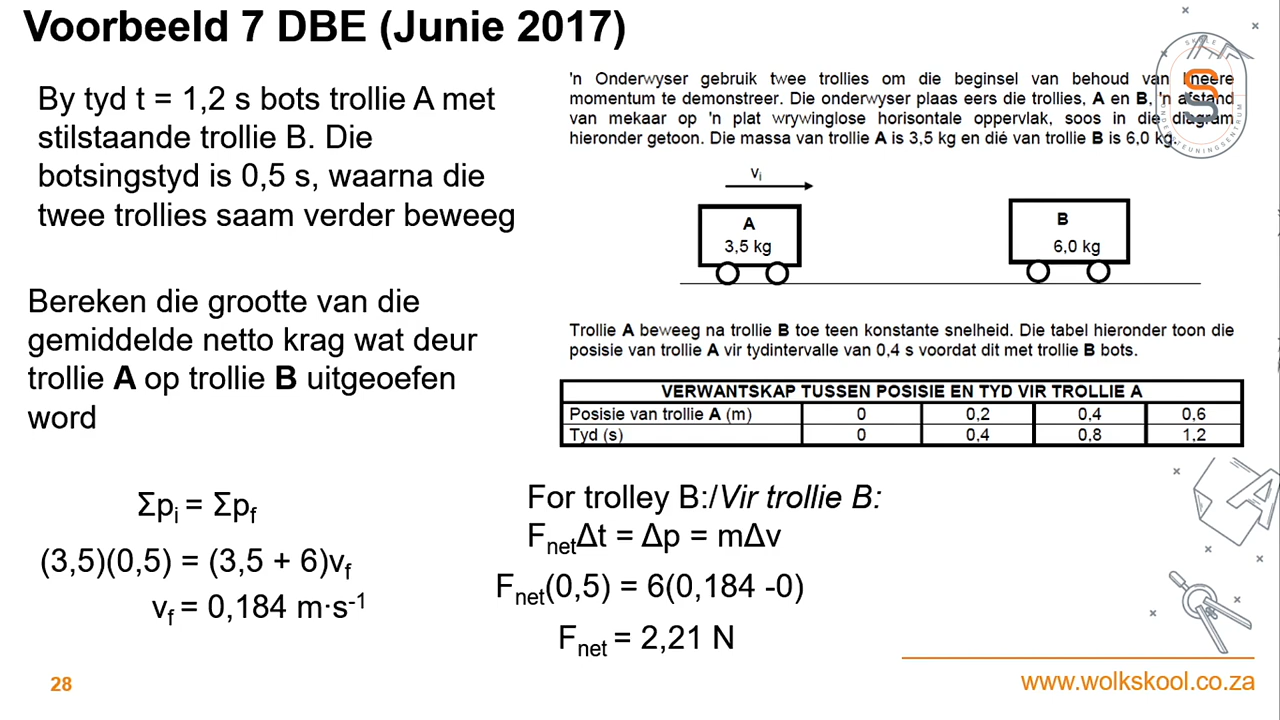 Voorbeeld 7 DBE (Junie 2017)
By tyd t = 1,2 s bots trollie A met
stilstaande trollie B. Die
botsingstyd is 0,5 s, waarna die
twee trollies saam verder beweeg
Bereken die grootte van die
gemiddelde netto krag wat deur
trollie A op trollie B uitgeoefen
word
'n Onderwyser gebruik twee trollies om die beginsel van behoud van lineere
momentum te demonstreer. Die onderwyser plaas eers die trollies, A en B, 'n afstand
van mekaar op 'n plat wrywinglose horisontale oppervlak, soos in die diagram
hieronder getoon. Die massa van trollie A is 3,5 kg en dié van trollie B is 6,0 kg.
vi
A
3,5 kg
B
6,0 kg
Trollie A beweeg na trollie B toe teen konstante snelheid. Die tabel hieronder toon die
posisie van trollie A vir tydintervalle van 0,4 s voordat dit met trollie B bots.
VERWANTSKAP TUSSEN POSISIE EN TYD VIR TROLLIE A
Posisie van trollie A (m) 0 0,2 0,4 0,6
Tyd (s) 0 0,4 0,8 1,2
Σpi = Σpf
(3,5)(0,5) = (3,5 + 6)vf
vf = 0,184 m·s-1
For trolley B:/Vir trollie B:
FnetΔt = Δp = mΔv
Fnet(0,5) = 6(0,184 -0)
Fnet = 2,21 N
28
www.wolkskool.co.za